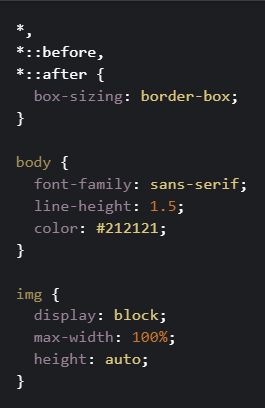 *,
*::before,
*::after {
  box-sizing: border-box;
}

body {
  font-family: sans-serif;
  line-height: 1.5;
  color: #212121;
}

img {
  display: block;
  max-width: 100%;
  height: auto;
}